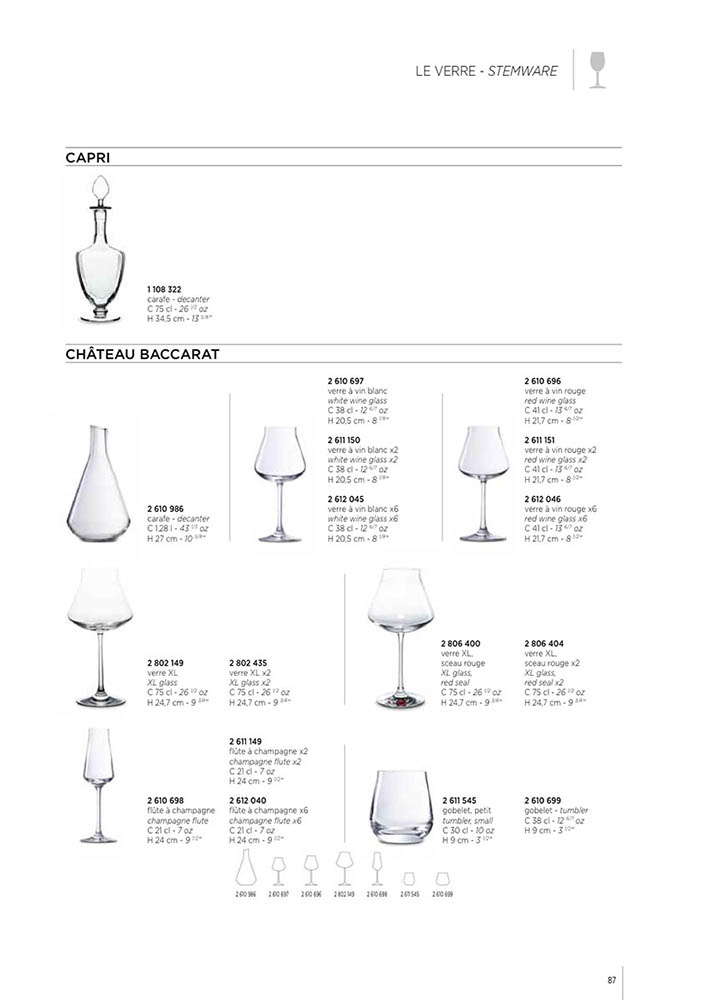 LE VERRE - STEMWARE
CAPRI
1 108 322
carafe - decanter
C 75 cl - 26 1/2 oz
H 34,5 cm - 13 5/8"
CHÂTEAU BACCARAT
2 610 986
carafe - decanter
C 1,28 l - 43 1/3 oz
H 27 cm - 10 5/8"
2 610 697
verre à vin blanc
white wine glass
C 38 cl - 12 6/7 oz
H 20,5 cm - 8 1/8"
2 611 150
verre à vin blanc x2
white wine glass x2
C 38 cl - 12 6/7 oz
H 20,5 cm - 8 1/8"
2 612 045
verre à vin blanc x6
white wine glass x6
C 38 cl - 12 6/7 oz
H 20,5 cm - 8 1/8"
2 610 696
verre à vin rouge
red wine glass
C 41 cl - 13 6/7 oz
H 21,7 cm - 8 1/2"
2 611 151
verre à vin rouge x2
red wine glass x2
C 41 cl - 13 6/7 oz
H 21,7 cm - 8 1/2"
2 612 046
verre à vin rouge x6
red wine glass x6
C 41 cl - 13 6/7 oz
H 21,7 cm - 8 1/2"
2 802 149
verre XL
XL glass
C 75 cl - 26 1/2 oz
H 24,7 cm - 9 3/4"
2 802 435
verre XL x2
XL glass x2
C 75 cl - 26 1/2 oz
H 24,7 cm - 9 3/4"
2 806 400
verre XL,
sceau rouge
XL glass,
red seal
C 75 cl - 26 1/2 oz
H 24,7 cm - 9 3/4"
2 806 404
verre XL,
sceau rouge x2
XL glass,
red seal x2
C 75 cl - 26 1/2 oz
H 24,7 cm - 9 3/4"
2 610 698
flûte à champagne
champagne flute
C 21 cl - 7 oz
H 24 cm - 9 1/2"
2 611 149
flûte à champagne x2
champagne flute x2
C 21 cl - 7 oz
H 24 cm - 9 1/2"
2 612 040
flûte à champagne x6
champagne flute x6
C 21 cl - 7 oz
H 24 cm - 9 1/2"
2 611 545
gobelet, petit
tumbler, small
C 30 cl - 10 oz
H 9 cm - 3 1/2"
2 610 699
gobelet - tumbler
C 38 cl - 12 6/7 oz
H 9 cm - 3 1/2"
2 610 986 2 610 697 2 610 696 2 802 149 2 610 698 2 611 545 2 610 699
87